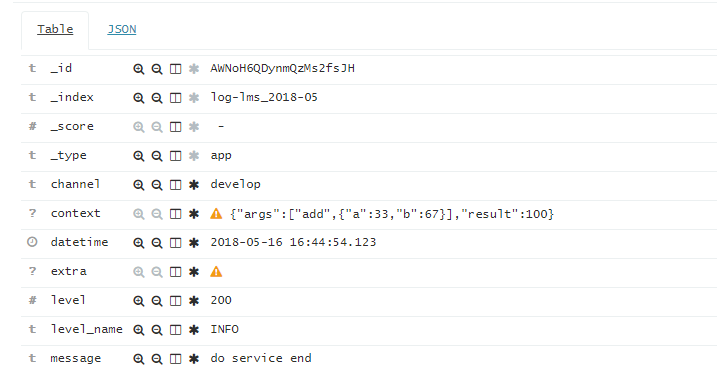 Table JSON
t _id AWNoH6QDynmQzMs2fsJH
t _index log-lms_2018-05
# _score -
t _type app
t channel develop
? context {"args":["add",{"a":33,"b":67}],"result":100}
datetime 2018-05-16 16:44:54.123
? extra
# level 200
t level_name INFO
t message do service end